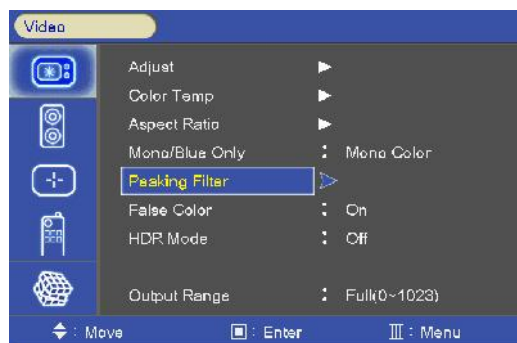 Video
Adjust
Color Temp
Aspect Ratio
Mono/Blue Only : Mono Color
Peaking Filter
False Color : On
HDR Mode : Off
Output Range : Full(0~1023)
: Move : Enter : Menu